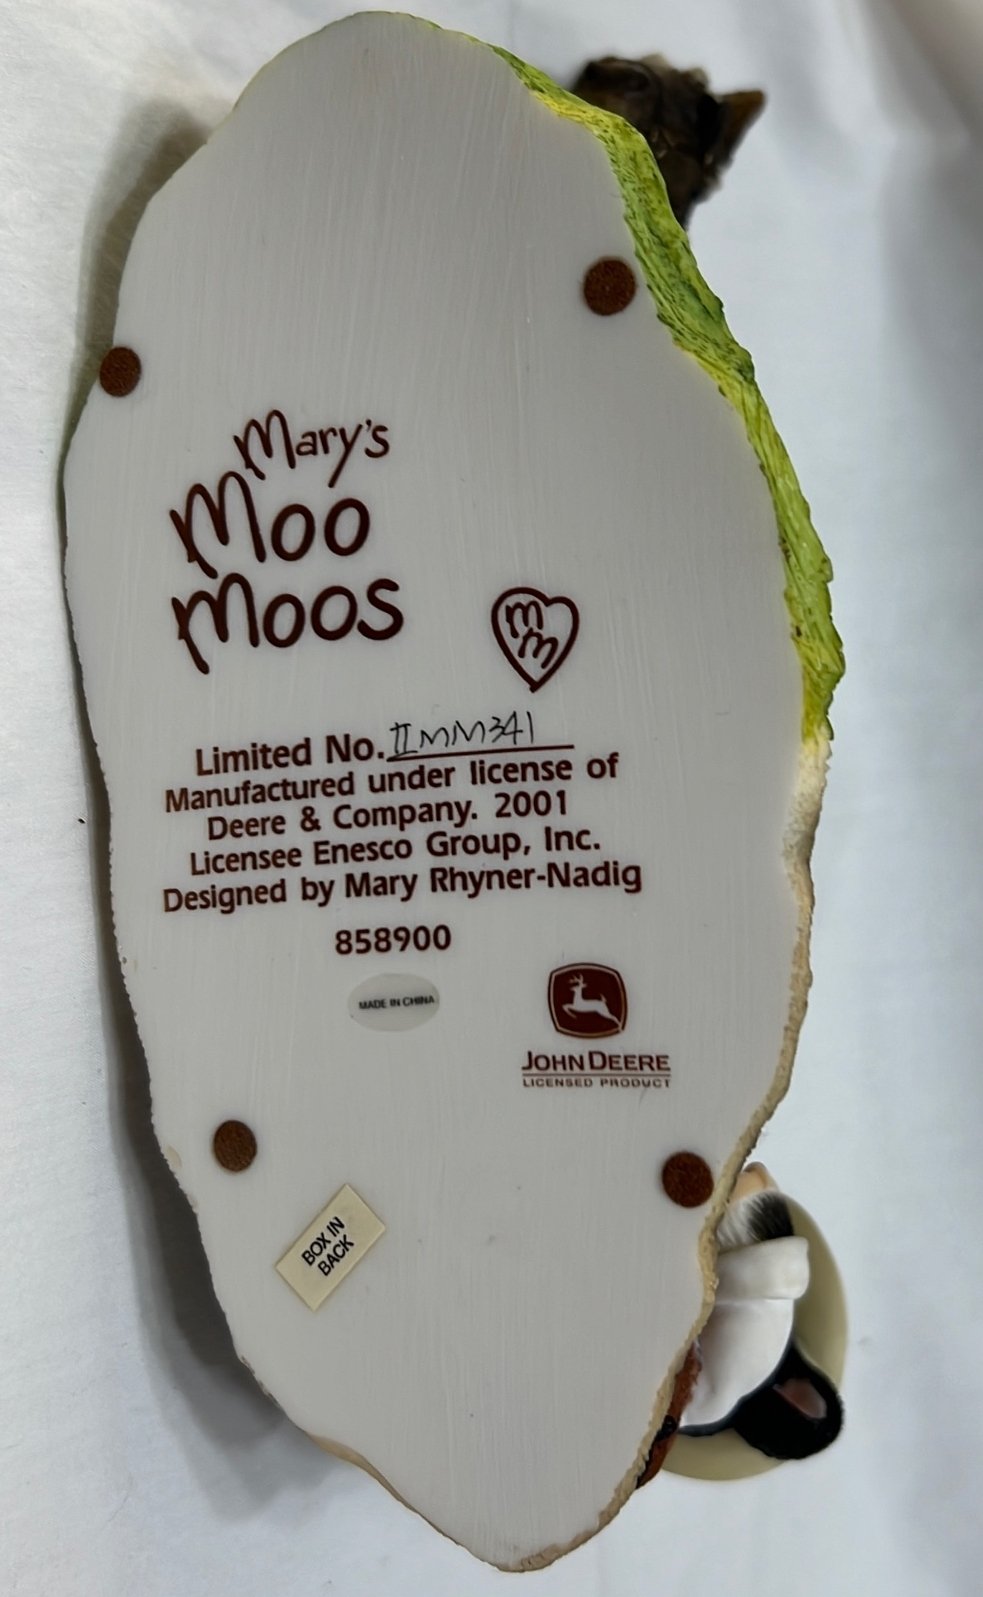 Mary's
Moo
Moos
MM
Limited No. IIMM341
Manufactured under license of
Deere & Company. 2001
Licensee Enesco Group, Inc.
Designed by Mary Rhyner-Nadig
858900
MADE IN CHINA
JOHN DEERE
LICENSED PRODUCT
BOX IN
BACK